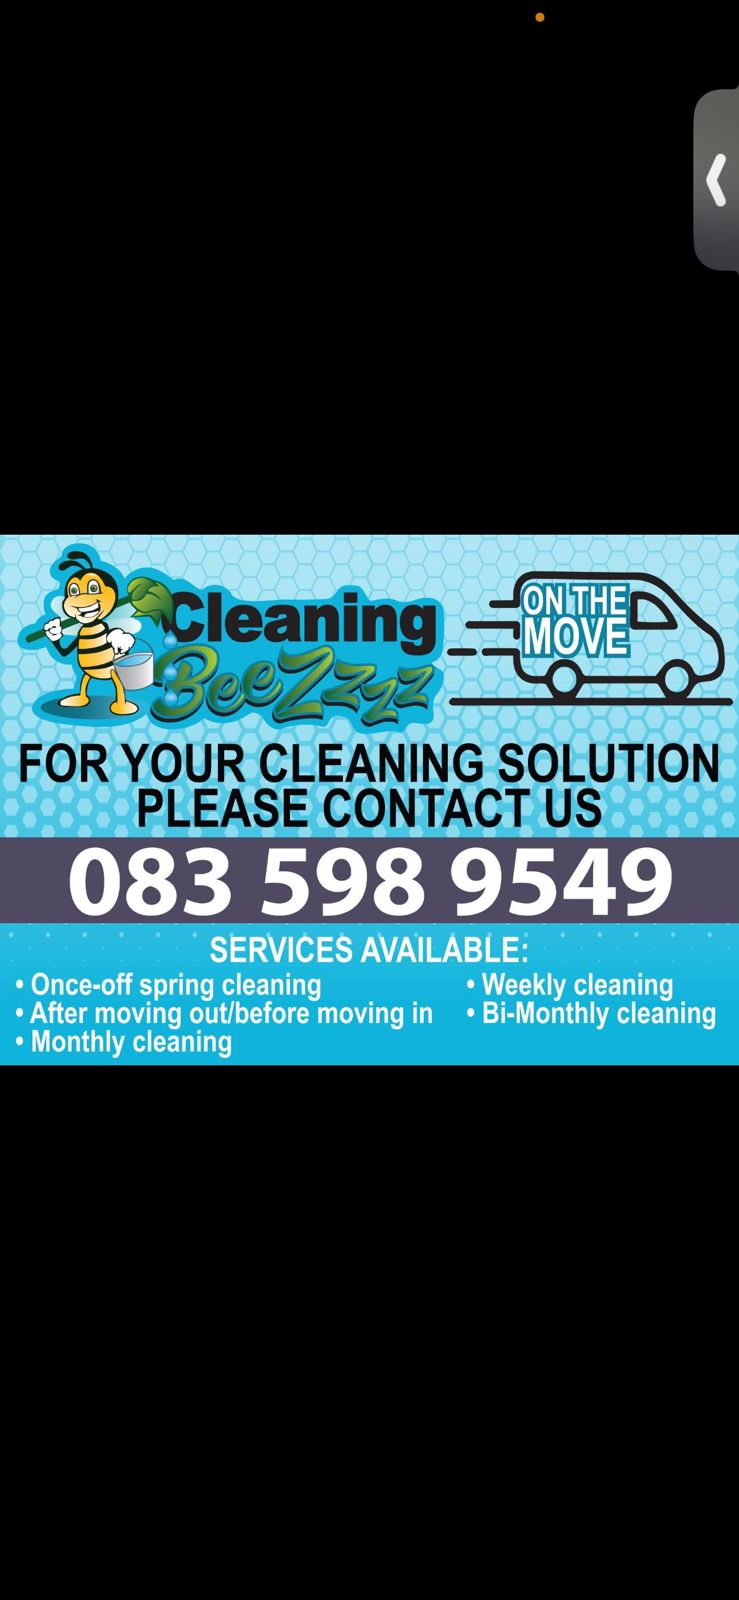 Cleaning
BeeZzzz
ON THE
MOVE
FOR YOUR CLEANING SOLUTION
PLEASE CONTACT US
083 598 9549
SERVICES AVAILABLE:
• Once-off spring cleaning
• After moving out/before moving in
• Monthly cleaning
• Weekly cleaning
• Bi-Monthly cleaning